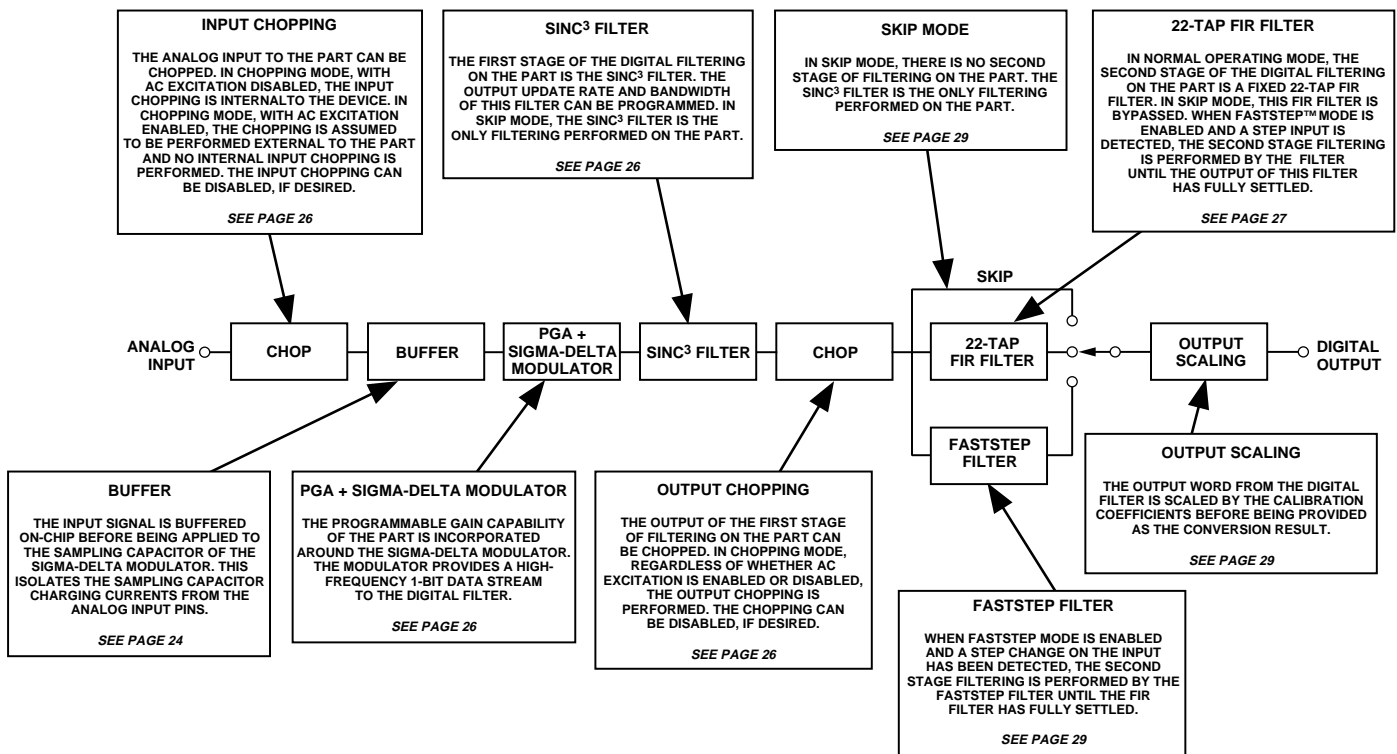 INPUT CHOPPING
THE ANALOG INPUT TO THE PART CAN BE
CHOPPED. IN CHOPPING MODE, WITH
AC EXCITATION DISABLED, THE INPUT
CHOPPING IS INTERNALTO THE DEVICE. IN
CHOPPING MODE, WITH AC EXCITATION
ENABLED, THE CHOPPING IS ASSUMED
TO BE PERFORMED EXTERNAL TO THE PART
AND NO INTERNAL INPUT CHOPPING IS
PERFORMED. THE INPUT CHOPPING CAN
BE DISABLED, IF DESIRED.
SEE PAGE 26
SINC3 FILTER
THE FIRST STAGE OF THE DIGITAL FILTERING
ON THE PART IS THE SINC3 FILTER. THE
OUTPUT UPDATE RATE AND BANDWIDTH
OF THIS FILTER CAN BE PROGRAMMED. IN
SKIP MODE, THE SINC3 FILTER IS THE
ONLY FILTERING PERFORMED ON THE PART.
SEE PAGE 26
SKIP MODE
IN SKIP MODE, THERE IS NO SECOND
STAGE OF FILTERING ON THE PART. THE
SINC3 FILTER IS THE ONLY FILTERING
PERFORMED ON THE PART.
SEE PAGE 29
22-TAP FIR FILTER
IN NORMAL OPERATING MODE, THE
SECOND STAGE OF THE DIGITAL FILTERING
ON THE PART IS A FIXED 22-TAP FIR
FILTER. IN SKIP MODE, THIS FIR FILTER IS
BYPASSED. WHEN FASTSTEP™ MODE IS
ENABLED AND A STEP INPUT IS
DETECTED, THE SECOND STAGE FILTERING
IS PERFORMED BY THE FILTER
UNTIL THE OUTPUT OF THIS FILTER
HAS FULLY SETTLED.
SEE PAGE 27
SKIP
ANALOG
INPUT
CHOP
BUFFER
PGA +
SIGMA-DELTA
MODULATOR
SINC3 FILTER
CHOP
22-TAP
FIR FILTER
OUTPUT
SCALING
DIGITAL
OUTPUT
FASTSTEP
FILTER
BUFFER
THE INPUT SIGNAL IS BUFFERED
ON-CHIP BEFORE BEING APPLIED TO
THE SAMPLING CAPACITOR OF THE
SIGMA-DELTA MODULATOR. THIS
ISOLATES THE SAMPLING CAPACITOR
CHARGING CURRENTS FROM THE
ANALOG INPUT PINS.
SEE PAGE 24
PGA + SIGMA-DELTA MODULATOR
THE PROGRAMMABLE GAIN CAPABILITY
OF THE PART IS INCORPORATED
AROUND THE SIGMA-DELTA MODULATOR.
THE MODULATOR PROVIDES A HIGH-
FREQUENCY 1-BIT DATA STREAM
TO THE DIGITAL FILTER.
SEE PAGE 26
OUTPUT CHOPPING
THE OUTPUT OF THE FIRST STAGE
OF FILTERING ON THE PART CAN
BE CHOPPED. IN CHOPPING MODE,
REGARDLESS OF WHETHER AC
EXCITATION IS ENABLED OR DISABLED,
THE OUTPUT CHOPPING IS
PERFORMED. THE CHOPPING CAN
BE DISABLED, IF DESIRED.
SEE PAGE 26
OUTPUT SCALING
THE OUTPUT WORD FROM THE DIGITAL
FILTER IS SCALED BY THE CALIBRATION
COEFFICIENTS BEFORE BEING PROVIDED
AS THE CONVERSION RESULT.
SEE PAGE 29
FASTSTEP FILTER
WHEN FASTSTEP MODE IS ENABLED
AND A STEP CHANGE ON THE INPUT
HAS BEEN DETECTED, THE SECOND
STAGE FILTERING IS PERFORMED BY THE
FASTSTEP FILTER UNTIL THE FIR
FILTER HAS FULLY SETTLED.
SEE PAGE 29